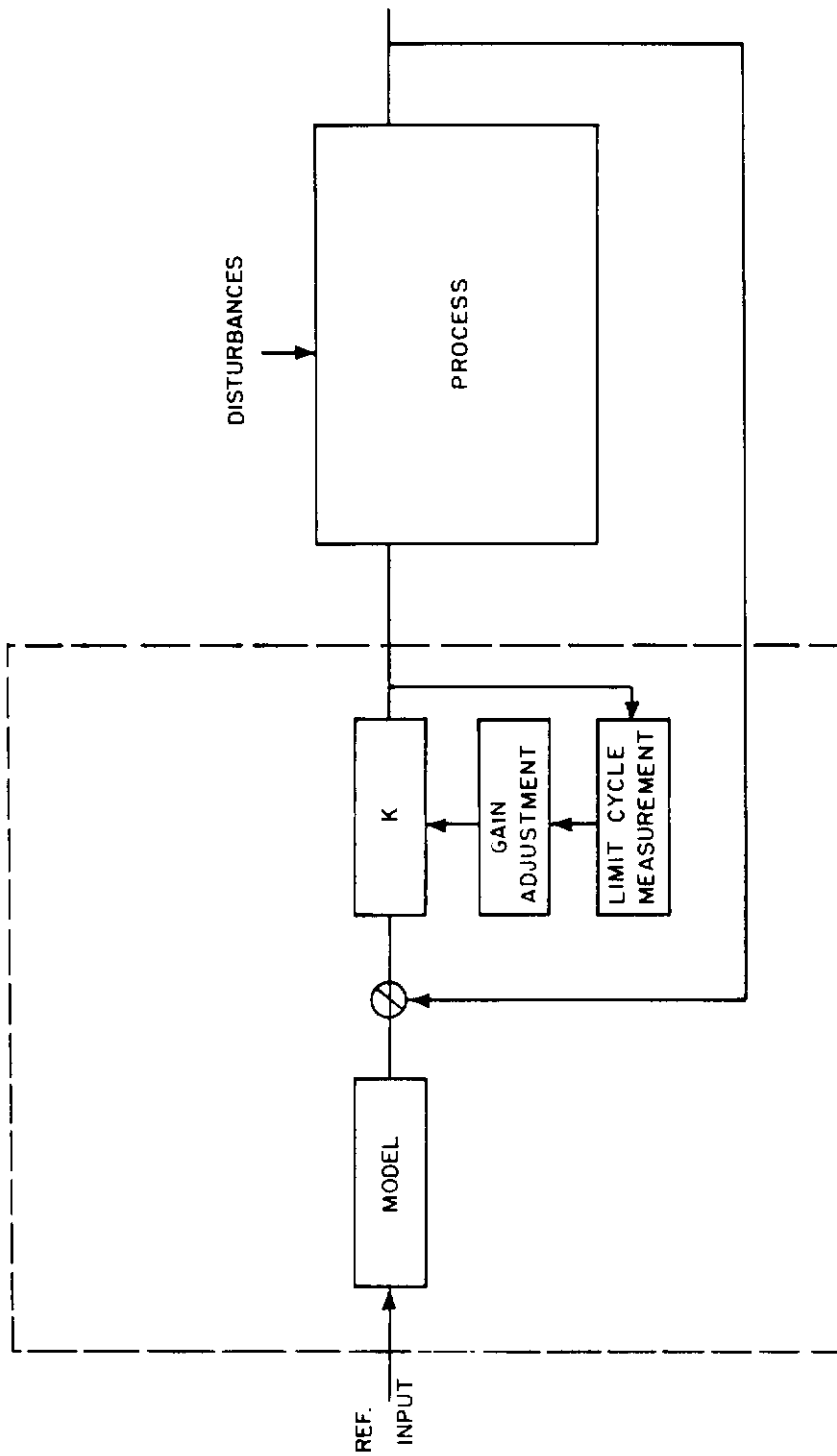 DISTURBANCES
PROCESS
K
GAIN
ADJUSTMENT
LIMIT CYCLE
MEASUREMENT
MODEL
REF.
INPUT